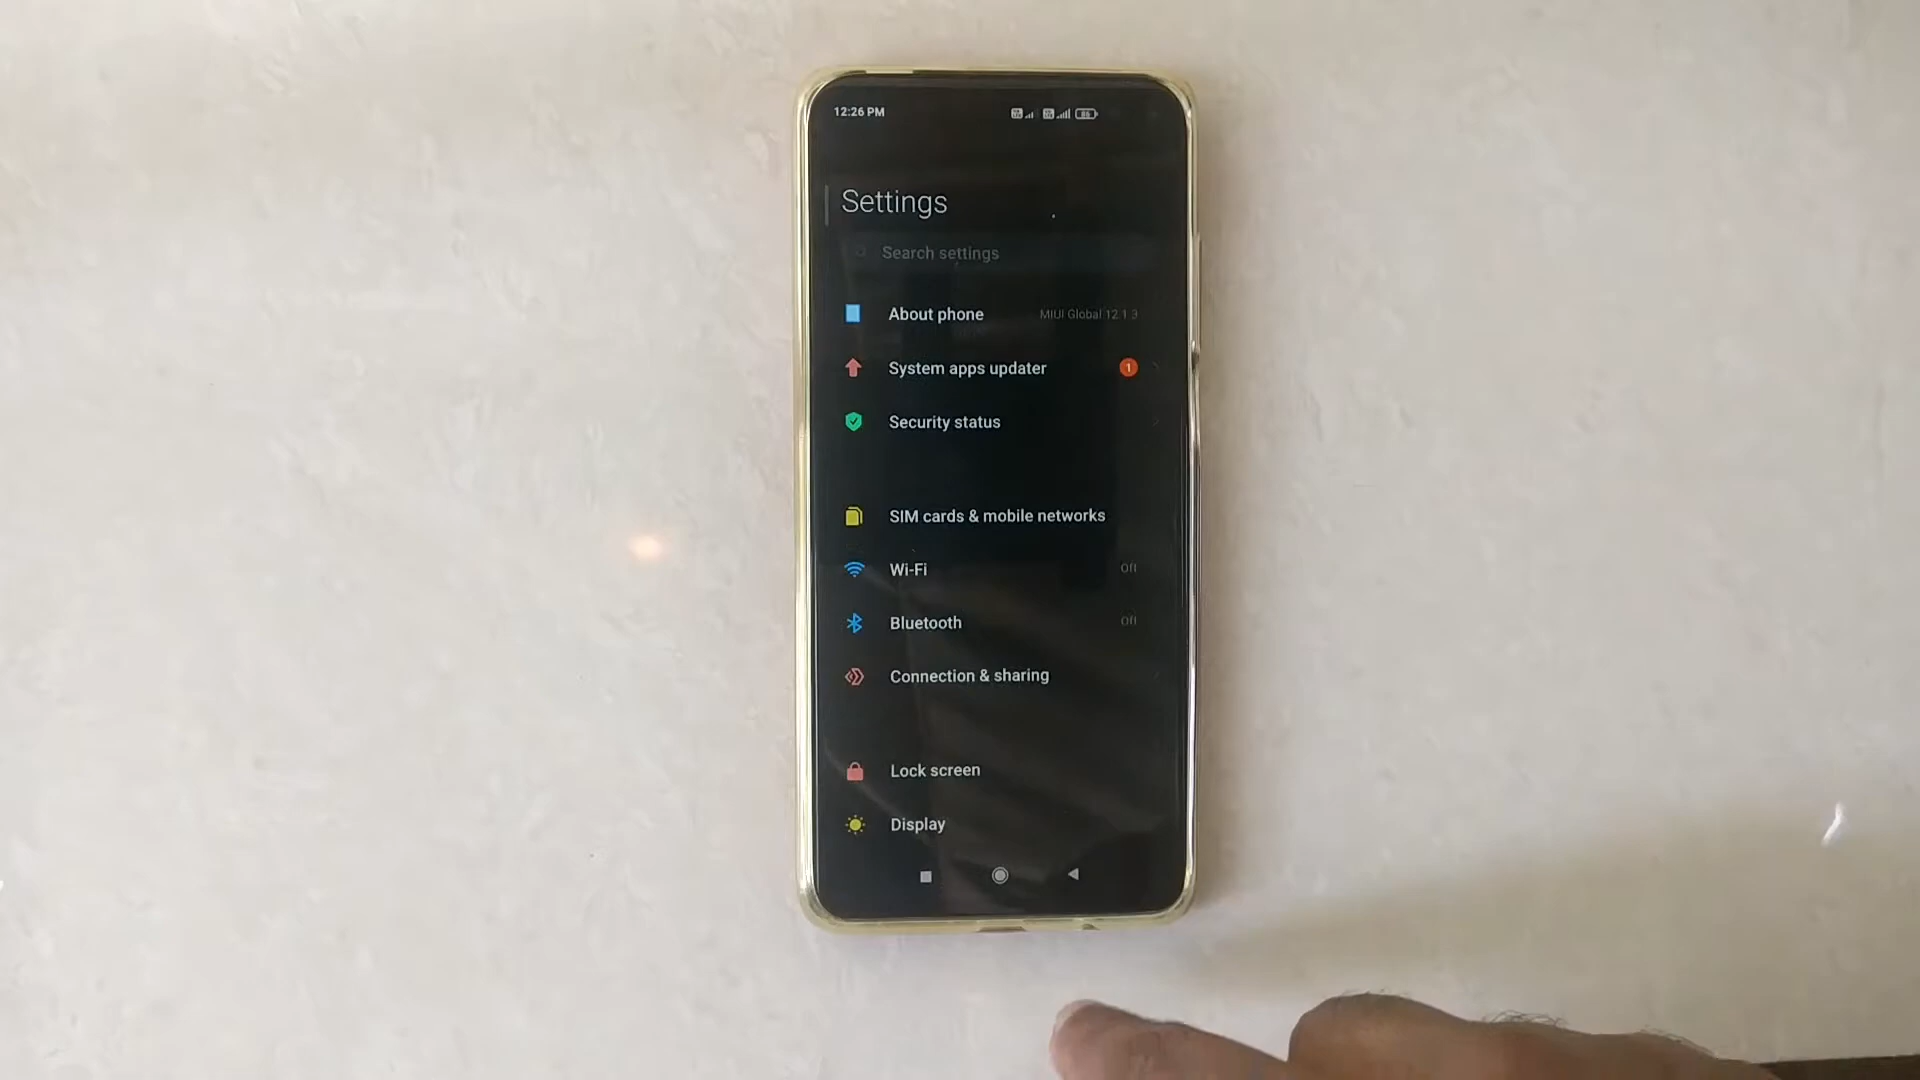 12:26 PM
86
Settings
Search settings
About phone MIUI Global 12.1.3
System apps updater 1
Security status
SIM cards & mobile networks
Wi-Fi Off
Bluetooth Off
Connection & sharing
Lock screen
Display